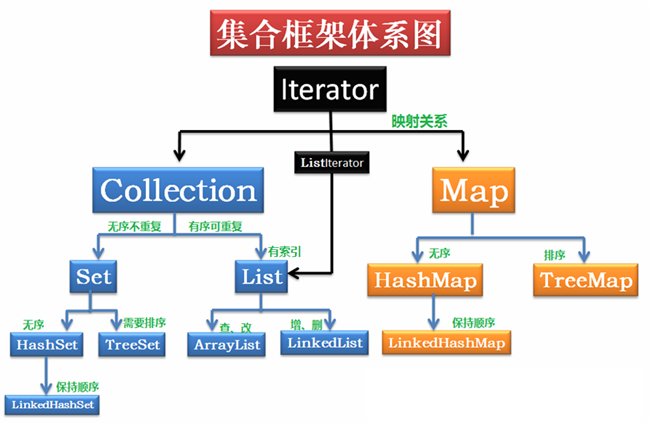 集合框架体系图
Iterator
映射关系
ListIterator
Collection
Map
无序不重复
有序可重复
有索引
无序
排序
Set
List
HashMap
TreeMap
无序
需要排序
查、改
增、删
保持顺序
HashSet
TreeSet
ArrayList
LinkedList
LinkedHashMap
保持顺序
LinkedHashSet